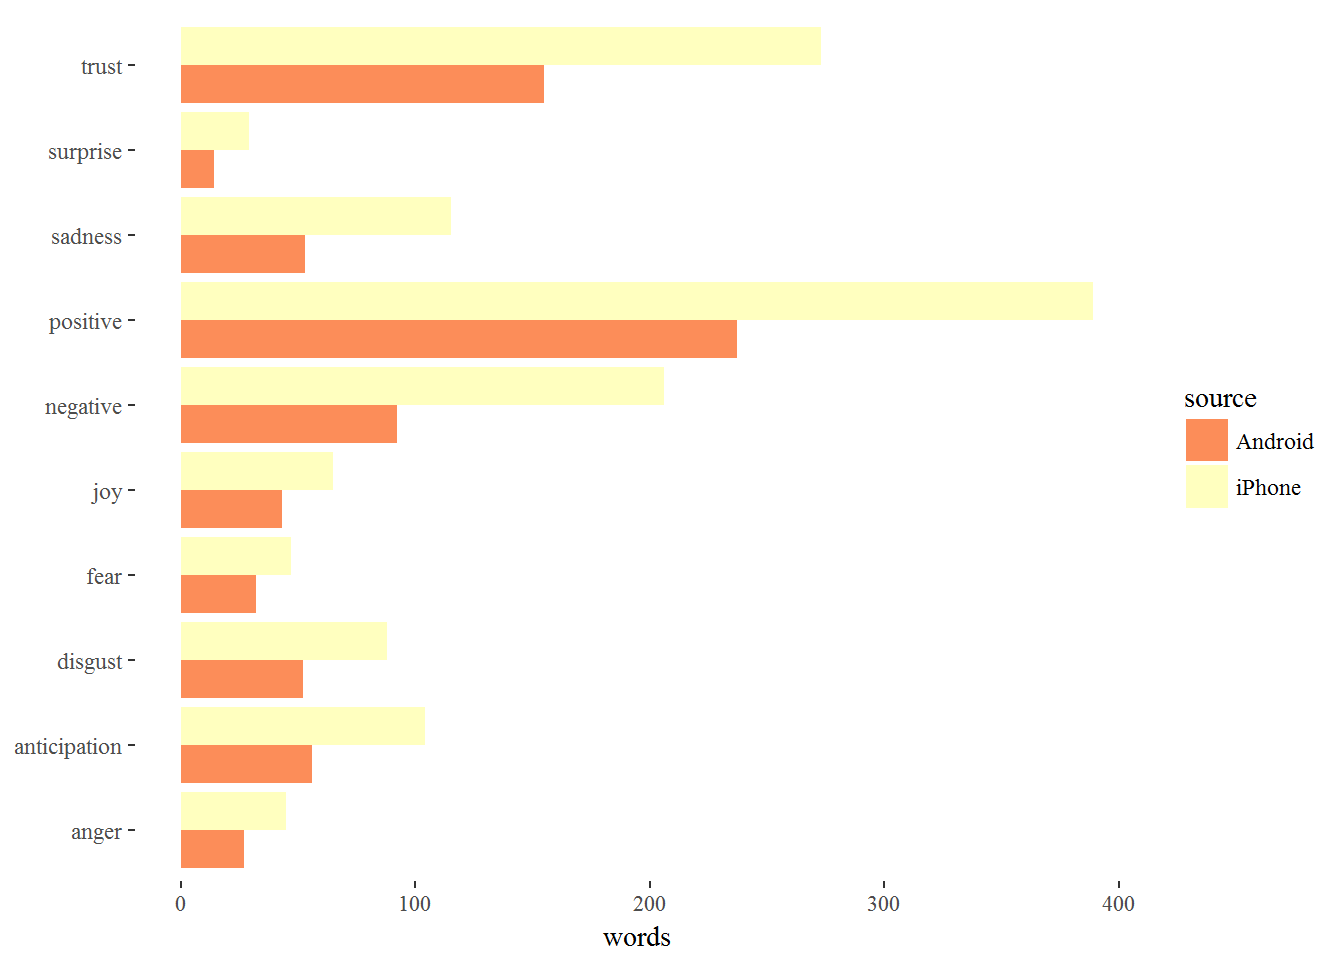 trust
surprise
sadness
positive
negative
joy
fear
disgust
anticipation
anger
0 100 200 300 400
words
source
Android
iPhone